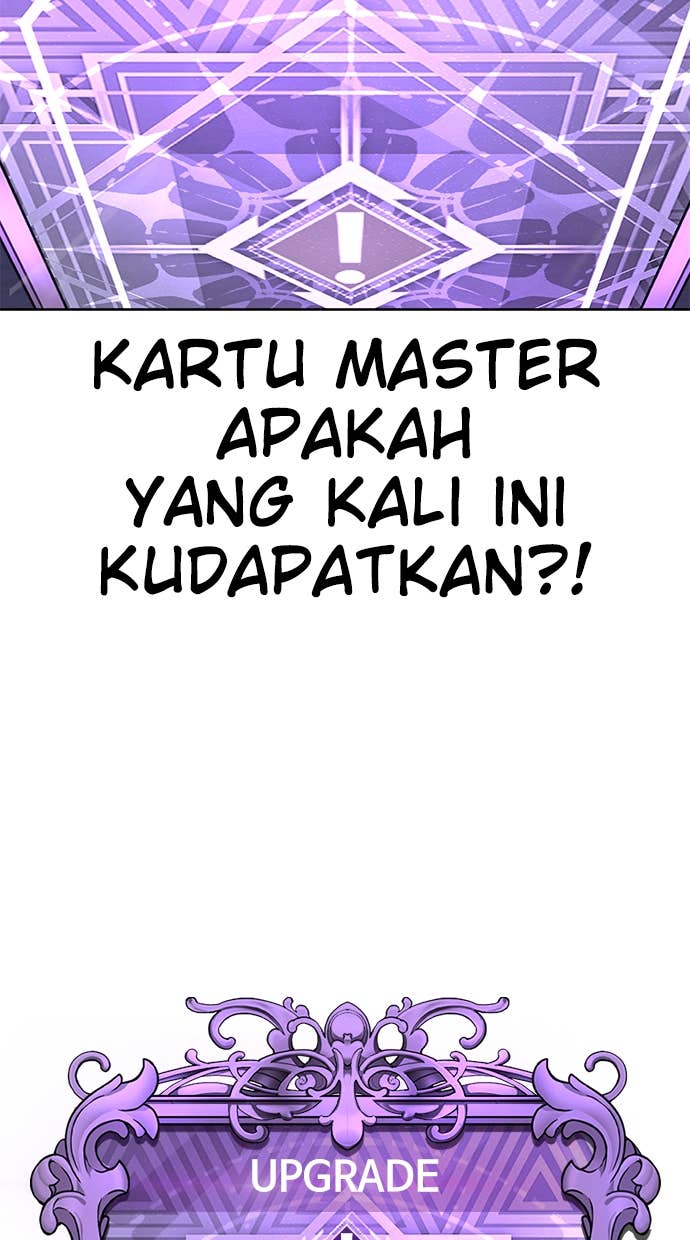 !
KARTU MASTER
APAKAH
YANG KALI INI
KUDAPATKAN?!
UPGRADE